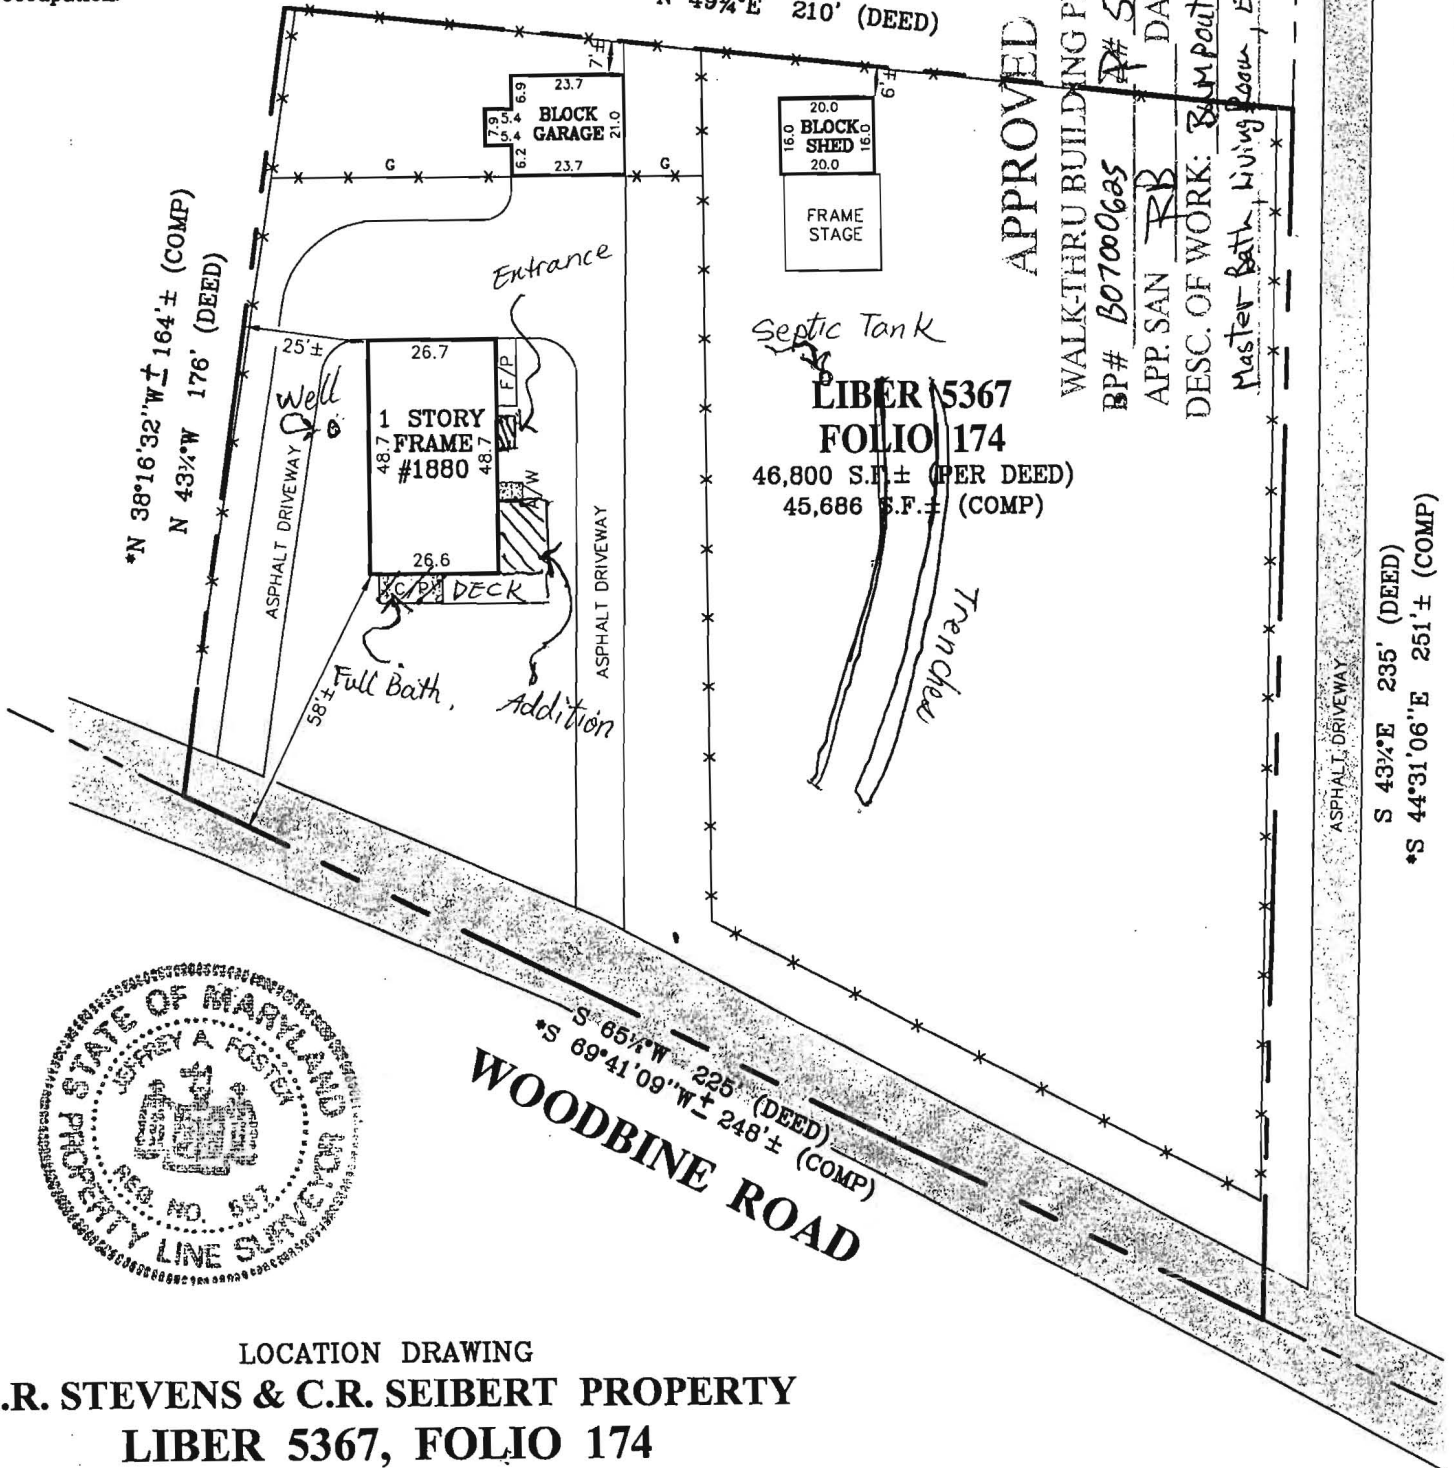 N 49¾°E 210' (DEED)
7'±
23.7
6.9
BLOCK
GARAGE
5.4
7.9
5.4
6.2
21.0
23.7
G
G
20.0
16.0
BLOCK
SHED
16.0
20.0
9'±
FRAME
STAGE
APPROVED
WALK-THRU BUILDING P
BP# B07000625
APP. SAN RB DA
DESC. OF WORK: Bumpout
Master Bath, Living Room,
*N 38°16'32"W± 164'± (COMP)
N 43¾°W 176' (DEED)
Entrance
25'±
Well
26.7
F/P
1 STORY
FRAME
#1880
48.7
48.7
A/W
26.6
C/P
DECK
ASPHALT DRIVEWAY
ASPHALT DRIVEWAY
58'±
Full Bath,
Addition
Septic Tank
LIBER 5367
FOLIO 174
46,800 S.F.± (PER DEED)
45,686 S.F.± (COMP)
Trenches
ASPHALT DRIVEWAY
S 43¾°E 235' (DEED)
*S 44°31'06"E 251'± (COMP)
S 65¼°W 225' (DEED)
*S 69°41'09"W± 248'± (COMP)
WOODBINE ROAD
STATE OF MARYLAND
JEFFREY A. FOSTER
REG. NO.
PROPERTY LINE SURVEYOR
LOCATION DRAWING
.R. STEVENS & C.R. SEIBERT PROPERTY
LIBER 5367, FOLIO 174